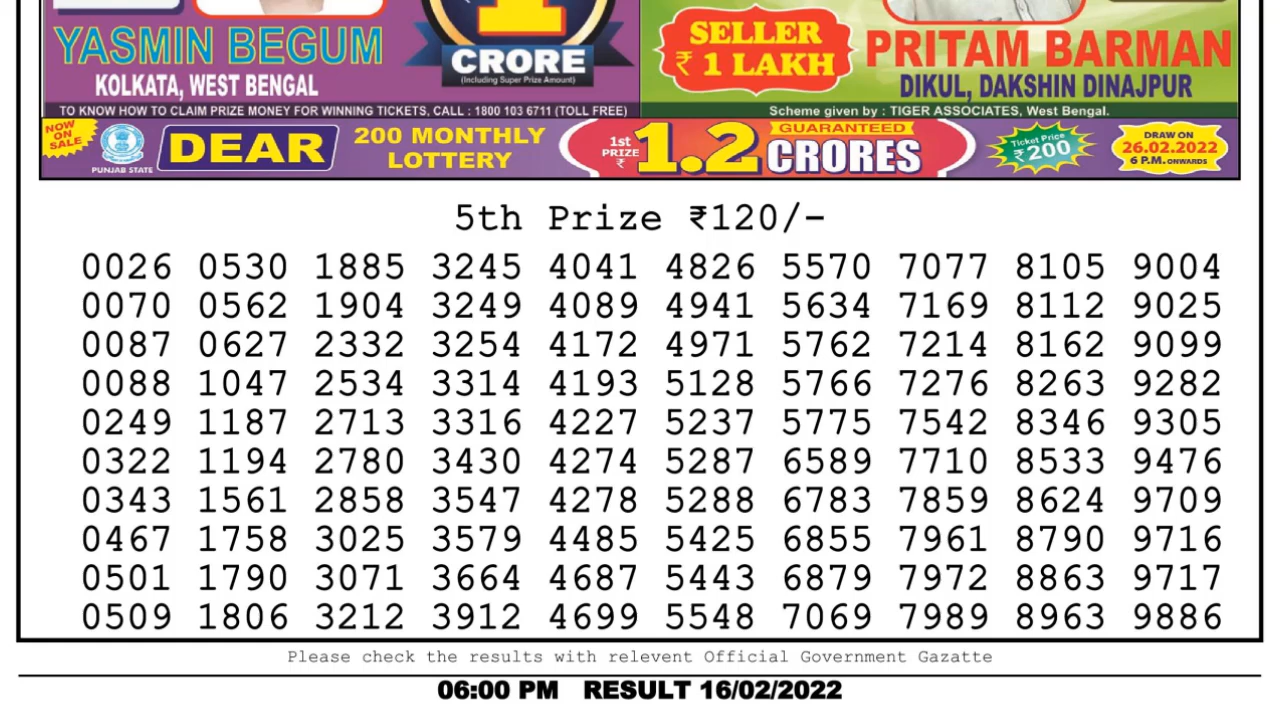 1
CRORE
(Including Super Prize Amount)
YASMIN BEGUM
KOLKATA, WEST BENGAL
SELLER
₹ 1 LAKH
PRITAM BARMAN
DIKUL, DAKSHIN DINAJPUR
TO KNOW HOW TO CLAIM PRIZE MONEY FOR WINNING TICKETS, CALL : 1800 103 6711 (TOLL FREE)
Scheme given by : TIGER ASSOCIATES, West Bengal.
NOW
ON
SALE
PUNJAB STATE
DEAR
200 MONTHLY
LOTTERY
1st
PRIZE
₹
1.2
GUARANTEED
CRORES
Ticket Price
₹200
DRAW ON
26.02.2022
6 P.M. ONWARDS
5th Prize ₹120/-
0026 0530 1885 3245 4041 4826 5570 7077 8105 9004
0070 0562 1904 3249 4089 4941 5634 7169 8112 9025
0087 0627 2332 3254 4172 4971 5762 7214 8162 9099
0088 1047 2534 3314 4193 5128 5766 7276 8263 9282
0249 1187 2713 3316 4227 5237 5775 7542 8346 9305
0322 1194 2780 3430 4274 5287 6589 7710 8533 9476
0343 1561 2858 3547 4278 5288 6783 7859 8624 9709
0467 1758 3025 3579 4485 5425 6855 7961 8790 9716
0501 1790 3071 3664 4687 5443 6879 7972 8863 9717
0509 1806 3212 3912 4699 5548 7069 7989 8963 9886
Please check the results with relevent Official Government Gazatte
06:00 PM RESULT 16/02/2022